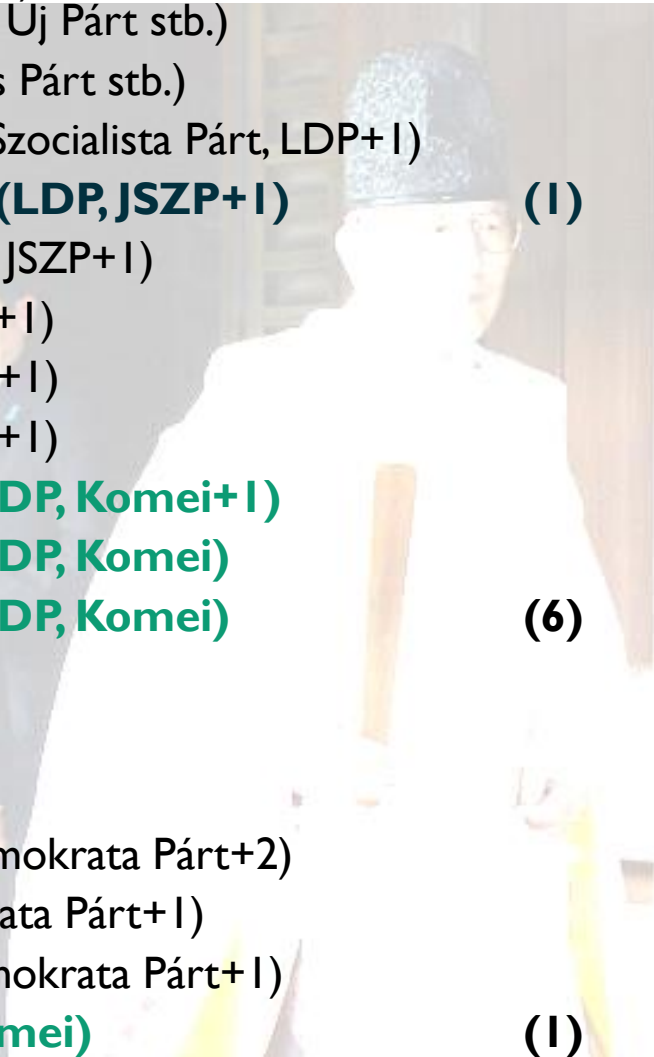 Új Párt stb.)
s Párt stb.)
Szocialista Párt, LDP+1)
(LDP, JSZP+1) (1)
JSZP+1)
+1)
+1)
+1)
DP, Komei+1)
DP, Komei)
DP, Komei) (6)
mokrata Párt+2)
ata Párt+1)
mokrata Párt+1)
mei) (1)